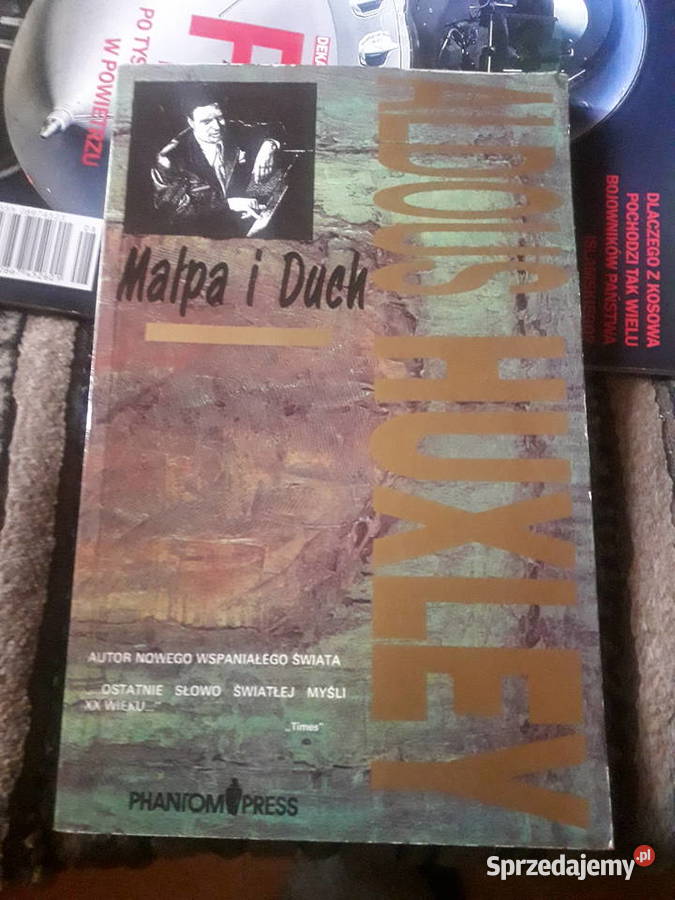 PO TYS
W POWIETRZU
DLACZEGO Z KOSOWA
POCHODZI TAK WIELU
BOJOWNIKÓW PAŃSTWA
ALDOUS HUXLEY
Małpa i Duch
AUTOR NOWEGO WSPANIAŁEGO ŚWIATA
„...OSTATNIE SŁOWO ŚWIATŁEJ MYŚLI
XX WIEKU...”
„Times”
PHANTOM PRESS
Sprzedajemy.pl